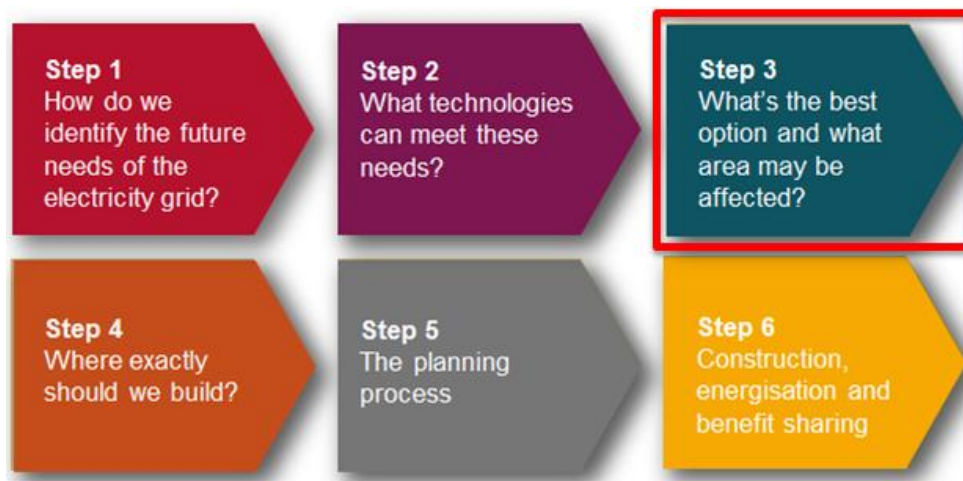 Step 1
How do we
identify the future
needs of the
electricity grid?
Step 2
What technologies
can meet these
needs?
Step 3
What's the best
option and what
area may be
affected?
Step 4
Where exactly
should we build?
Step 5
The planning
process
Step 6
Construction,
energisation and
benefit sharing